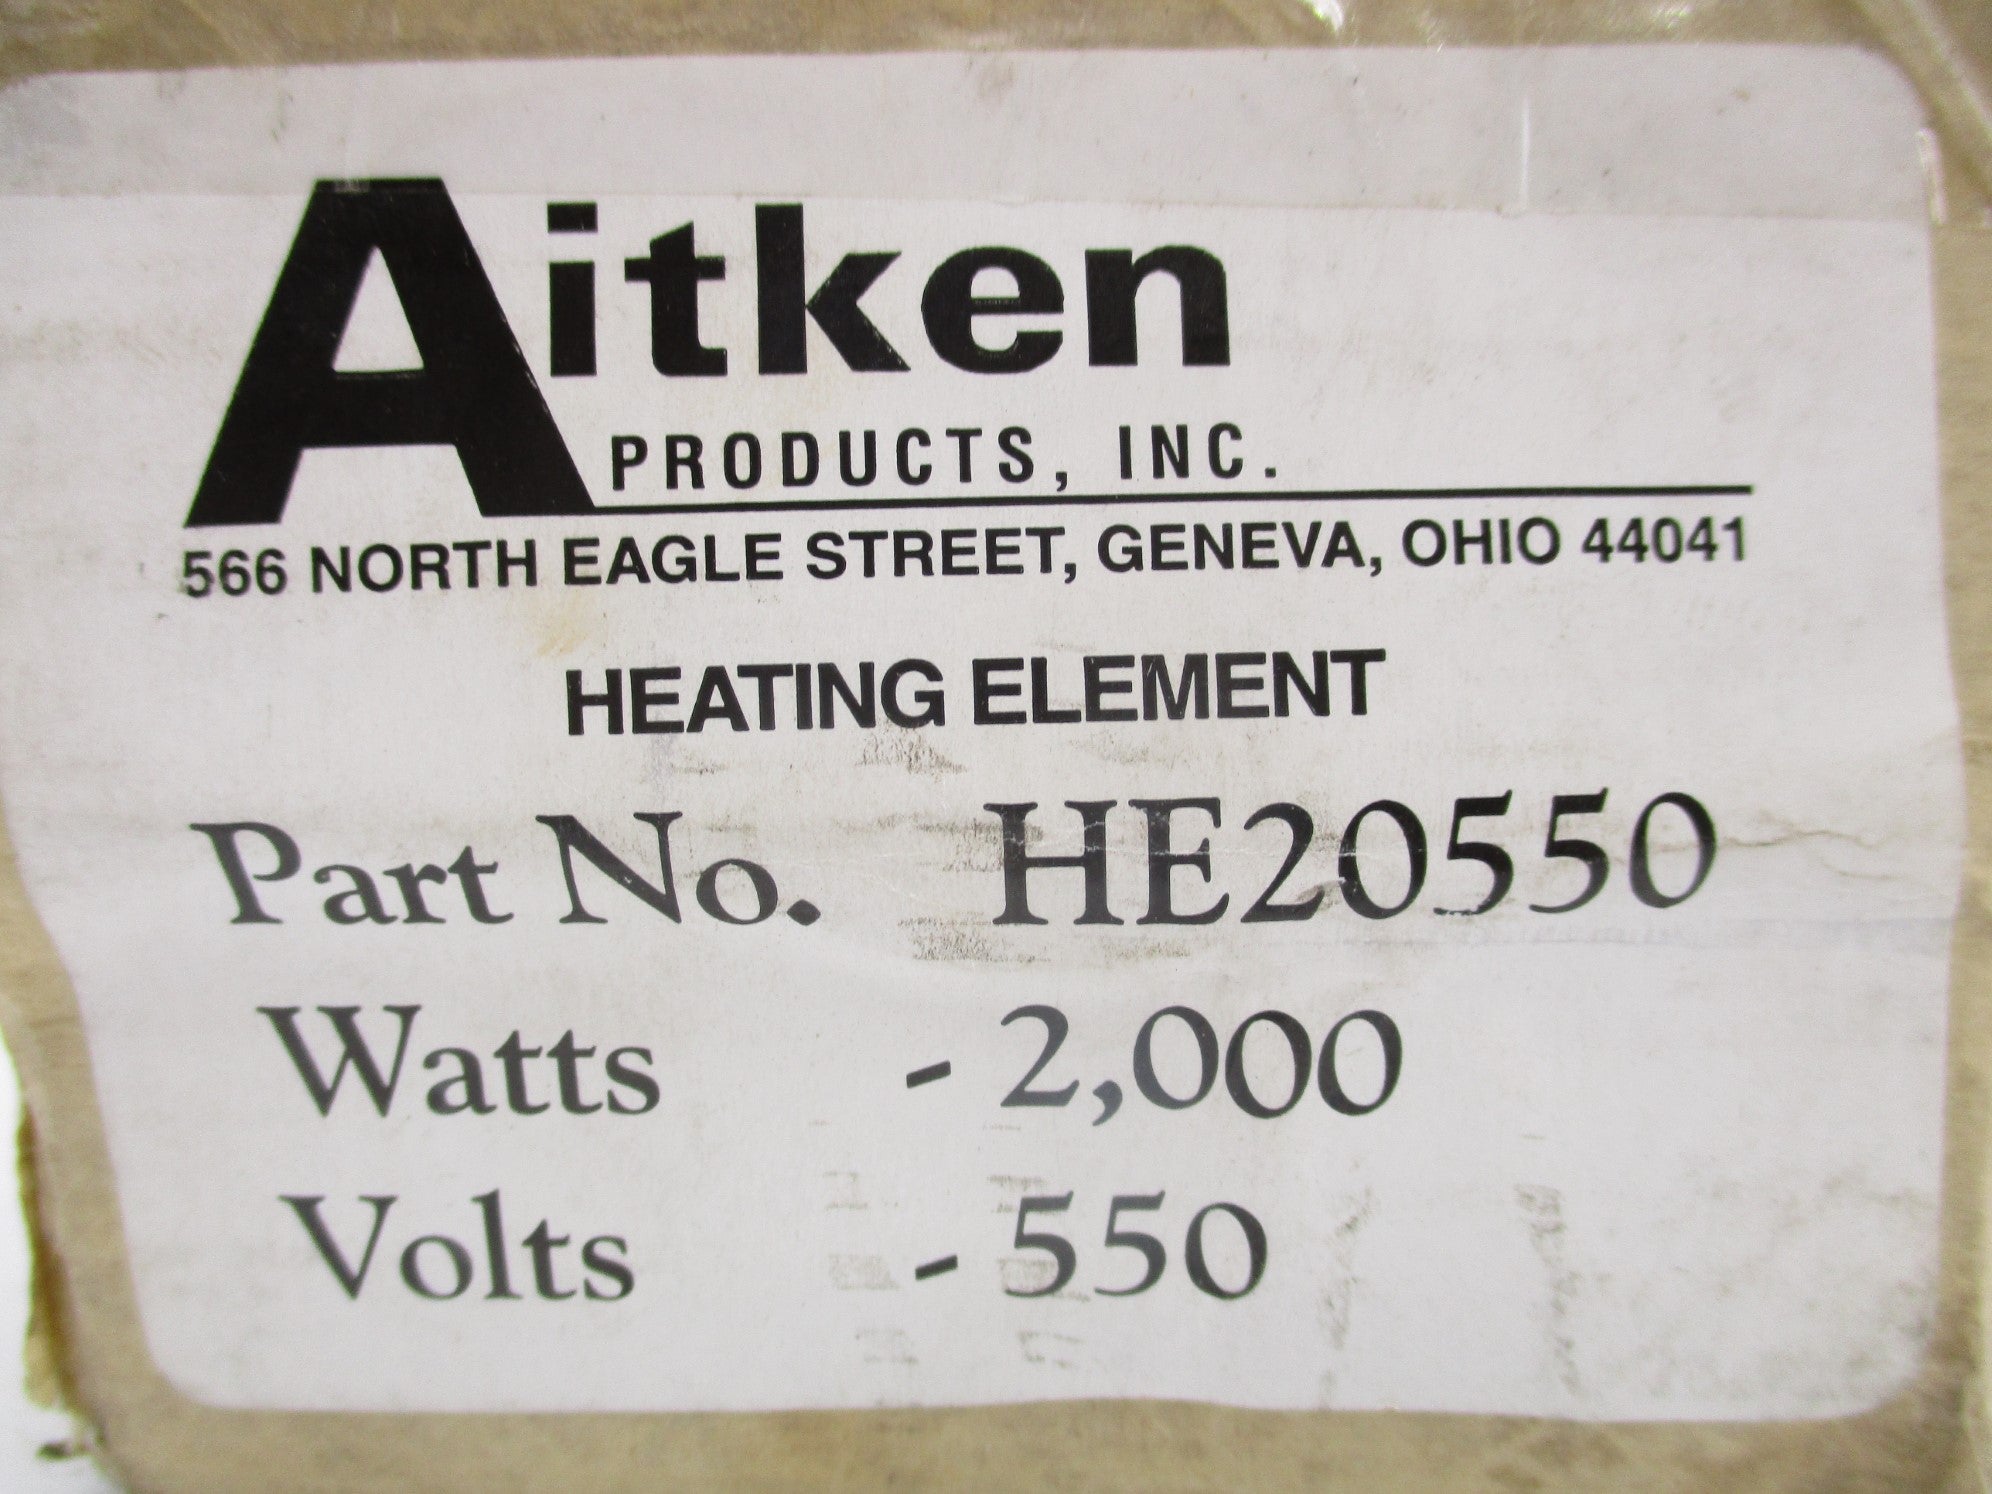 Aitken
PRODUCTS, INC.
566 NORTH EAGLE STREET, GENEVA, OHIO 44041
HEATING ELEMENT
Part No. HE20550
Watts - 2,000
Volts - 550